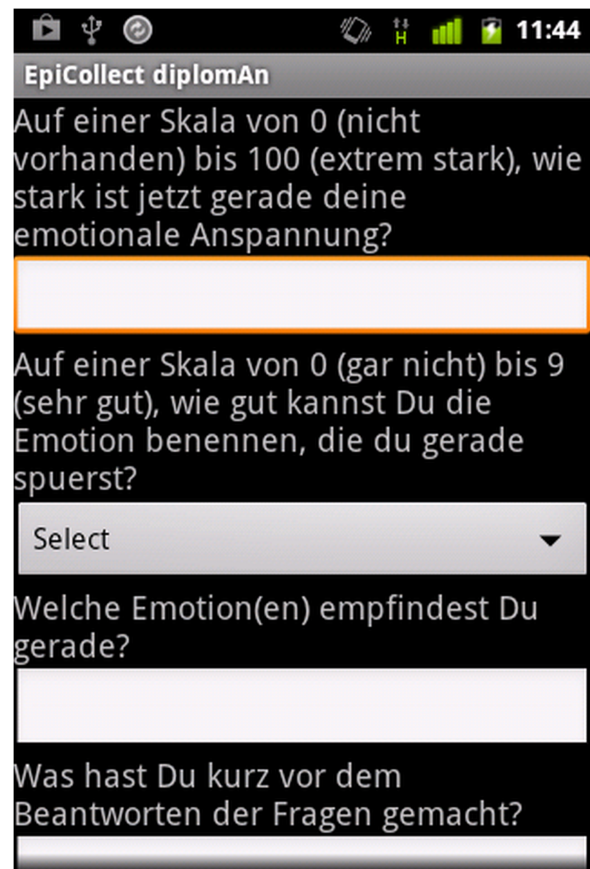 H 11:44
EpiCollect diplomAn
Auf einer Skala von 0 (nicht
vorhanden) bis 100 (extrem stark), wie
stark ist jetzt gerade deine
emotionale Anspannung?
Auf einer Skala von 0 (gar nicht) bis 9
(sehr gut), wie gut kannst Du die
Emotion benennen, die du gerade
spuerst?
Select
Welche Emotion(en) empfindest Du
gerade?
Was hast Du kurz vor dem
Beantworten der Fragen gemacht?